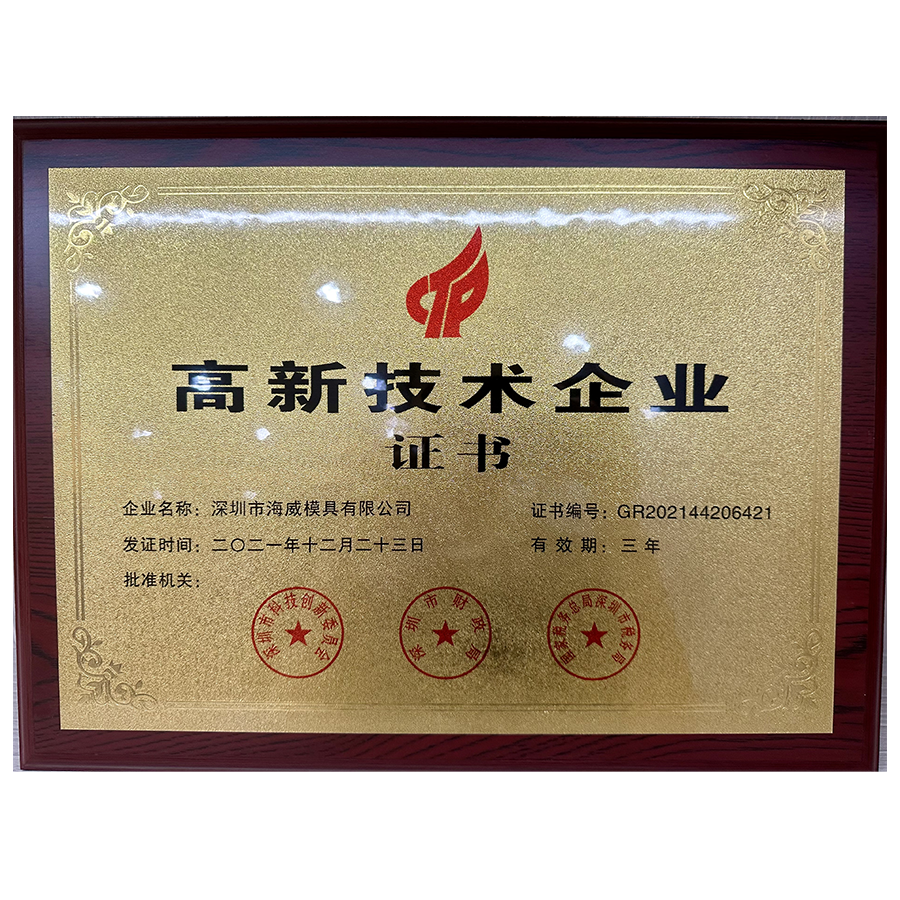 高新技术企业
证书
企业名称：深圳市海威模具有限公司
证书编号：GR202144206421
发证时间：二〇二一年十二月二十三日
有效期：三年
批准机关：
深圳市科技创新委员会
深圳市财政局
国家税务总局深圳市税务局